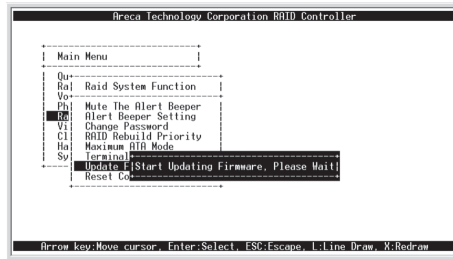 Areca Technology Corporation RAID Controller
Main Menu
Qu
Ra Raid System Function
Vo
Ph Mute The Alert Beeper
Ra Alert Beeper Setting
Vi Change Password
Cl RAID Rebuild Priority
Ha Maximum ATA Mode
Sy Terminal
Update F Start Updating Firmware, Please Wait
Reset Co
Arrow key:Move cursor, Enter:Select, ESC:Escape, L:Line Draw, X:Redraw